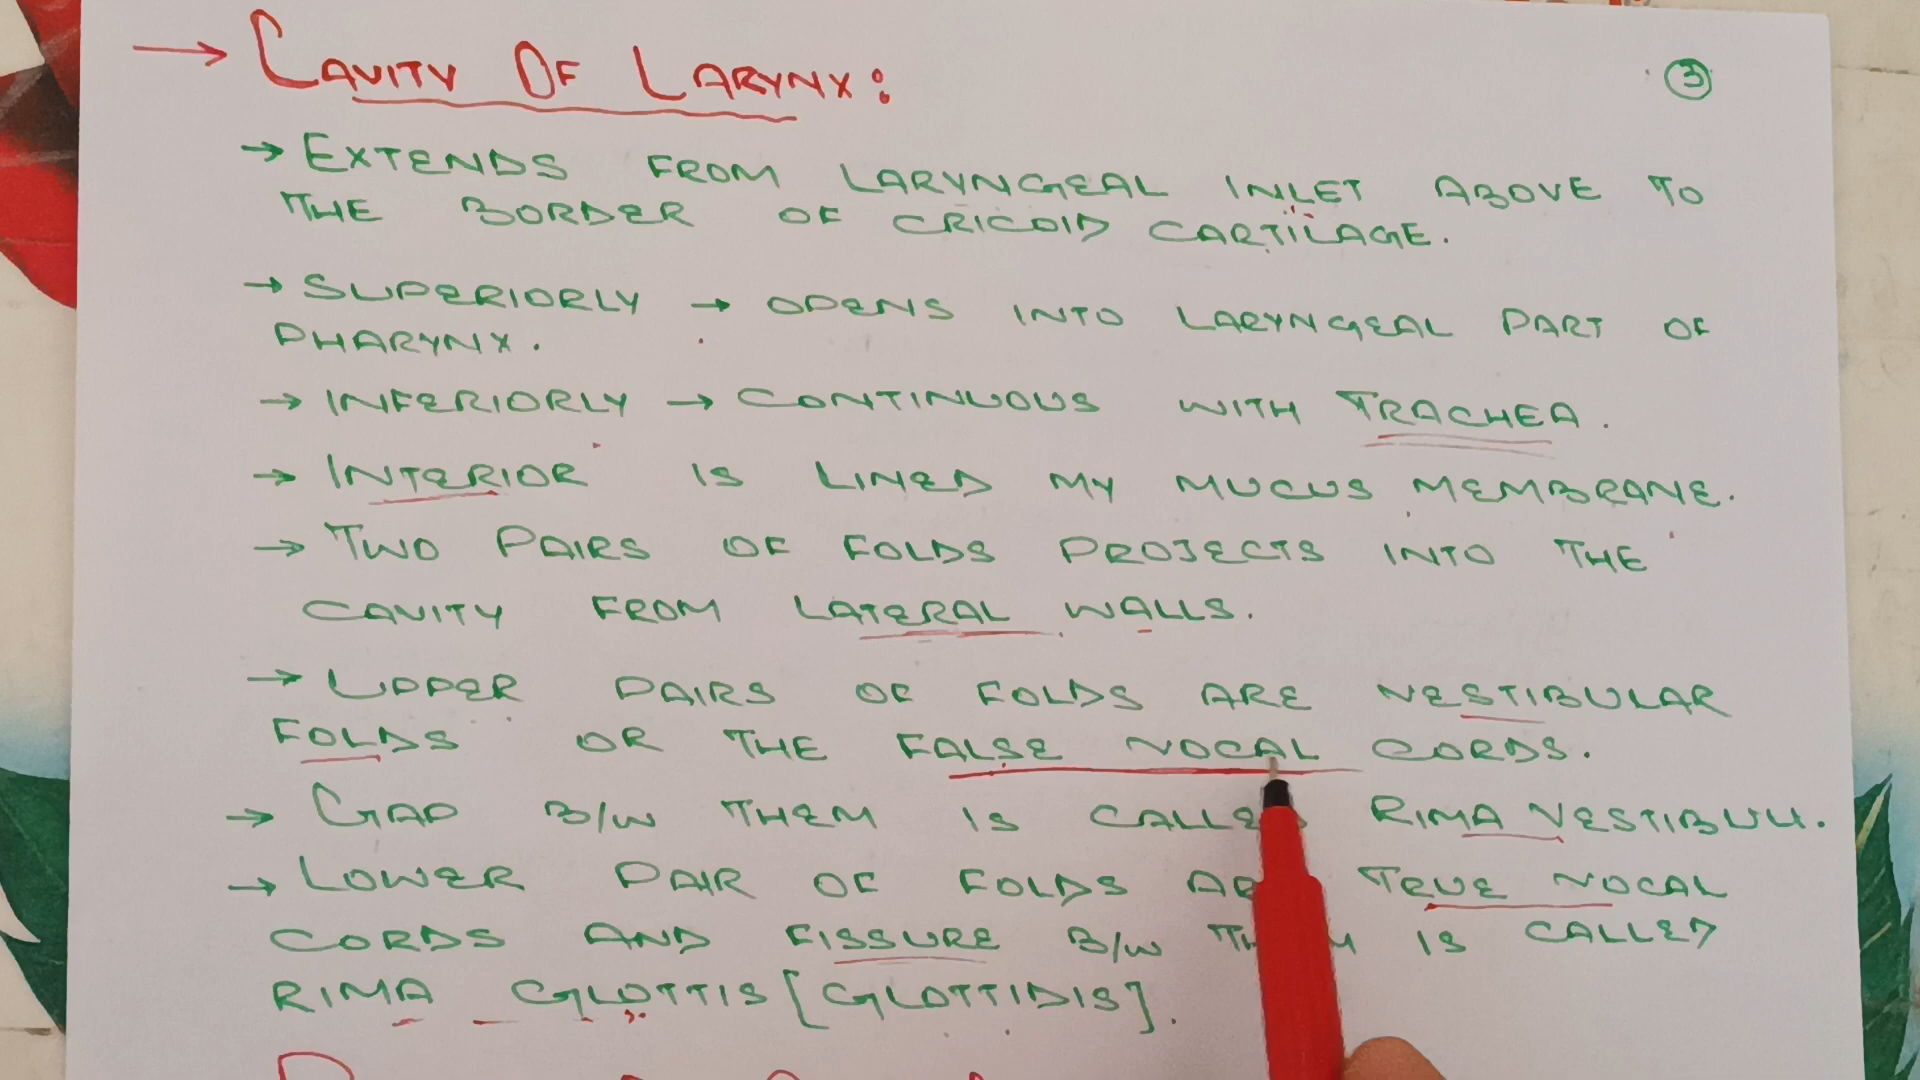 → CAVITY OF LARYNX:
3
→ EXTENDS FROM LARYNGEAL INLET ABOVE TO
THE BORDER OF CRICOID CARTILAGE.
→ SUPERIORLY → OPENS INTO LARYNGEAL PART OF
PHARYNX.
→ INFERIORLY → CONTINUOUS WITH TRACHEA.
→ INTERIOR IS LINED MY MUCUS MEMBRANE.
→ TWO PAIRS OF FOLDS PROJECTS INTO THE
CAVITY FROM LATERAL WALLS.
→ UPPER PAIRS OF FOLDS ARE VESTIBULAR
FOLDS OR THE FALSE VOCAL CORDS.
→ GAP B/W THEM IS CALLED RIMA VESTIBULI.
→ LOWER PAIR OF FOLDS TRUE VOCAL
CORDS AND FISSURE B/W IS CALLED
RIMA GLOTTIS [GLOTTIDIS].